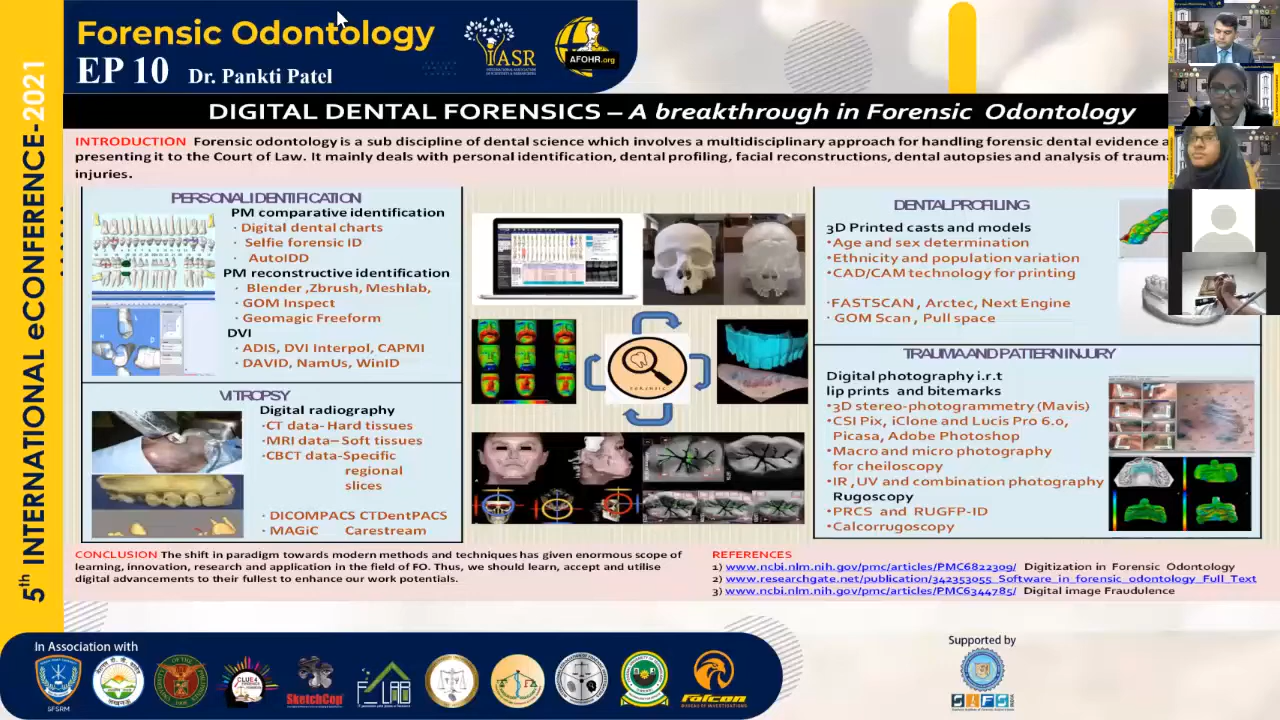 5th INTERNATIONAL eCONFERENCE-2021
Forensic Odontology
EP 10 Dr. Pankti Patel
IASR
AFOHR.org
DIGITAL DENTAL FORENSICS – A breakthrough in Forensic Odontology
INTRODUCTION Forensic odontology is a sub discipline of dental science which involves a multidisciplinary approach for handling forensic dental evidence a
presenting it to the Court of Law. It mainly deals with personal identification, dental profiling, facial reconstructions, dental autopsies and analysis of traum
injuries.
PERSONAL IDENTIFICATION
PM comparative identification
· Digital dental charts
· Selfie forensic ID
· AutoIDD
PM reconstructive identification
· Blender ,Zbrush, Meshlab,
· GOM Inspect
· Geomagic Freeform
DVI
· ADIS, DVI Interpol, CAPMI
· DAVID, NamUs, WinID
VITROPSY
Digital radiography
·CT data- Hard tissues
·MRI data– Soft tissues
·CBCT data-Specific
regional
slices
· DICOMPACS CTDentPACS
· MAGiC Carestream
FORENSIC
DENTAL PROFILING
3D Printed casts and models
•Age and sex determination
•Ethnicity and population variation
•CAD/CAM technology for printing
•FASTSCAN , Arctec, Next Engine
•GOM Scan , Pull space
TRAUMA AND PATTERN INJURY
Digital photography i.r.t
lip prints and bitemarks
•3D stereo-photogrammetry (Mavis)
•CSI Pix, iClone and Lucis Pro 6.0,
Picasa, Adobe Photoshop
•Macro and micro photography
for cheiloscopy
•IR ,UV and combination photography
Rugoscopy
•PRCS and RUGFP-ID
•Calcorrugoscopy
CONCLUSION The shift in paradigm towards modern methods and techniques has given enormous scope of
learning, innovation, research and application in the field of FO. Thus, we should learn, accept and utilise
digital advancements to their fullest to enhance our work potentials.
REFERENCES
1) www.ncbi.nlm.nih.gov/pmc/articles/PMC6822309/ Digitization in Forensic Odontology
2) www.researchgate.net/publication/342353055_Software_in_forensic_odontology_Full_Text
3) www.ncbi.nlm.nih.gov/pmc/articles/PMC6344785/ Digital image Fraudulence
In Association with
SFSRM
CLUE 4
SketchCop
F-LAB
Falcon
Supported by
SIFS INDIA